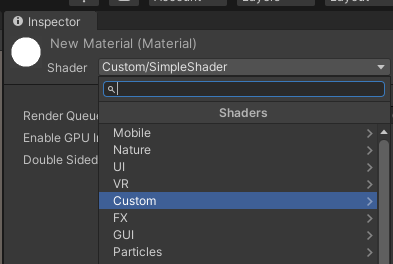 Inspector
New Material (Material)
Shader Custom/SimpleShader
Shaders
Render Queu
Enable GPU In
Double Sided
Mobile
Nature
UI
VR
Custom
FX
GUI
Particles